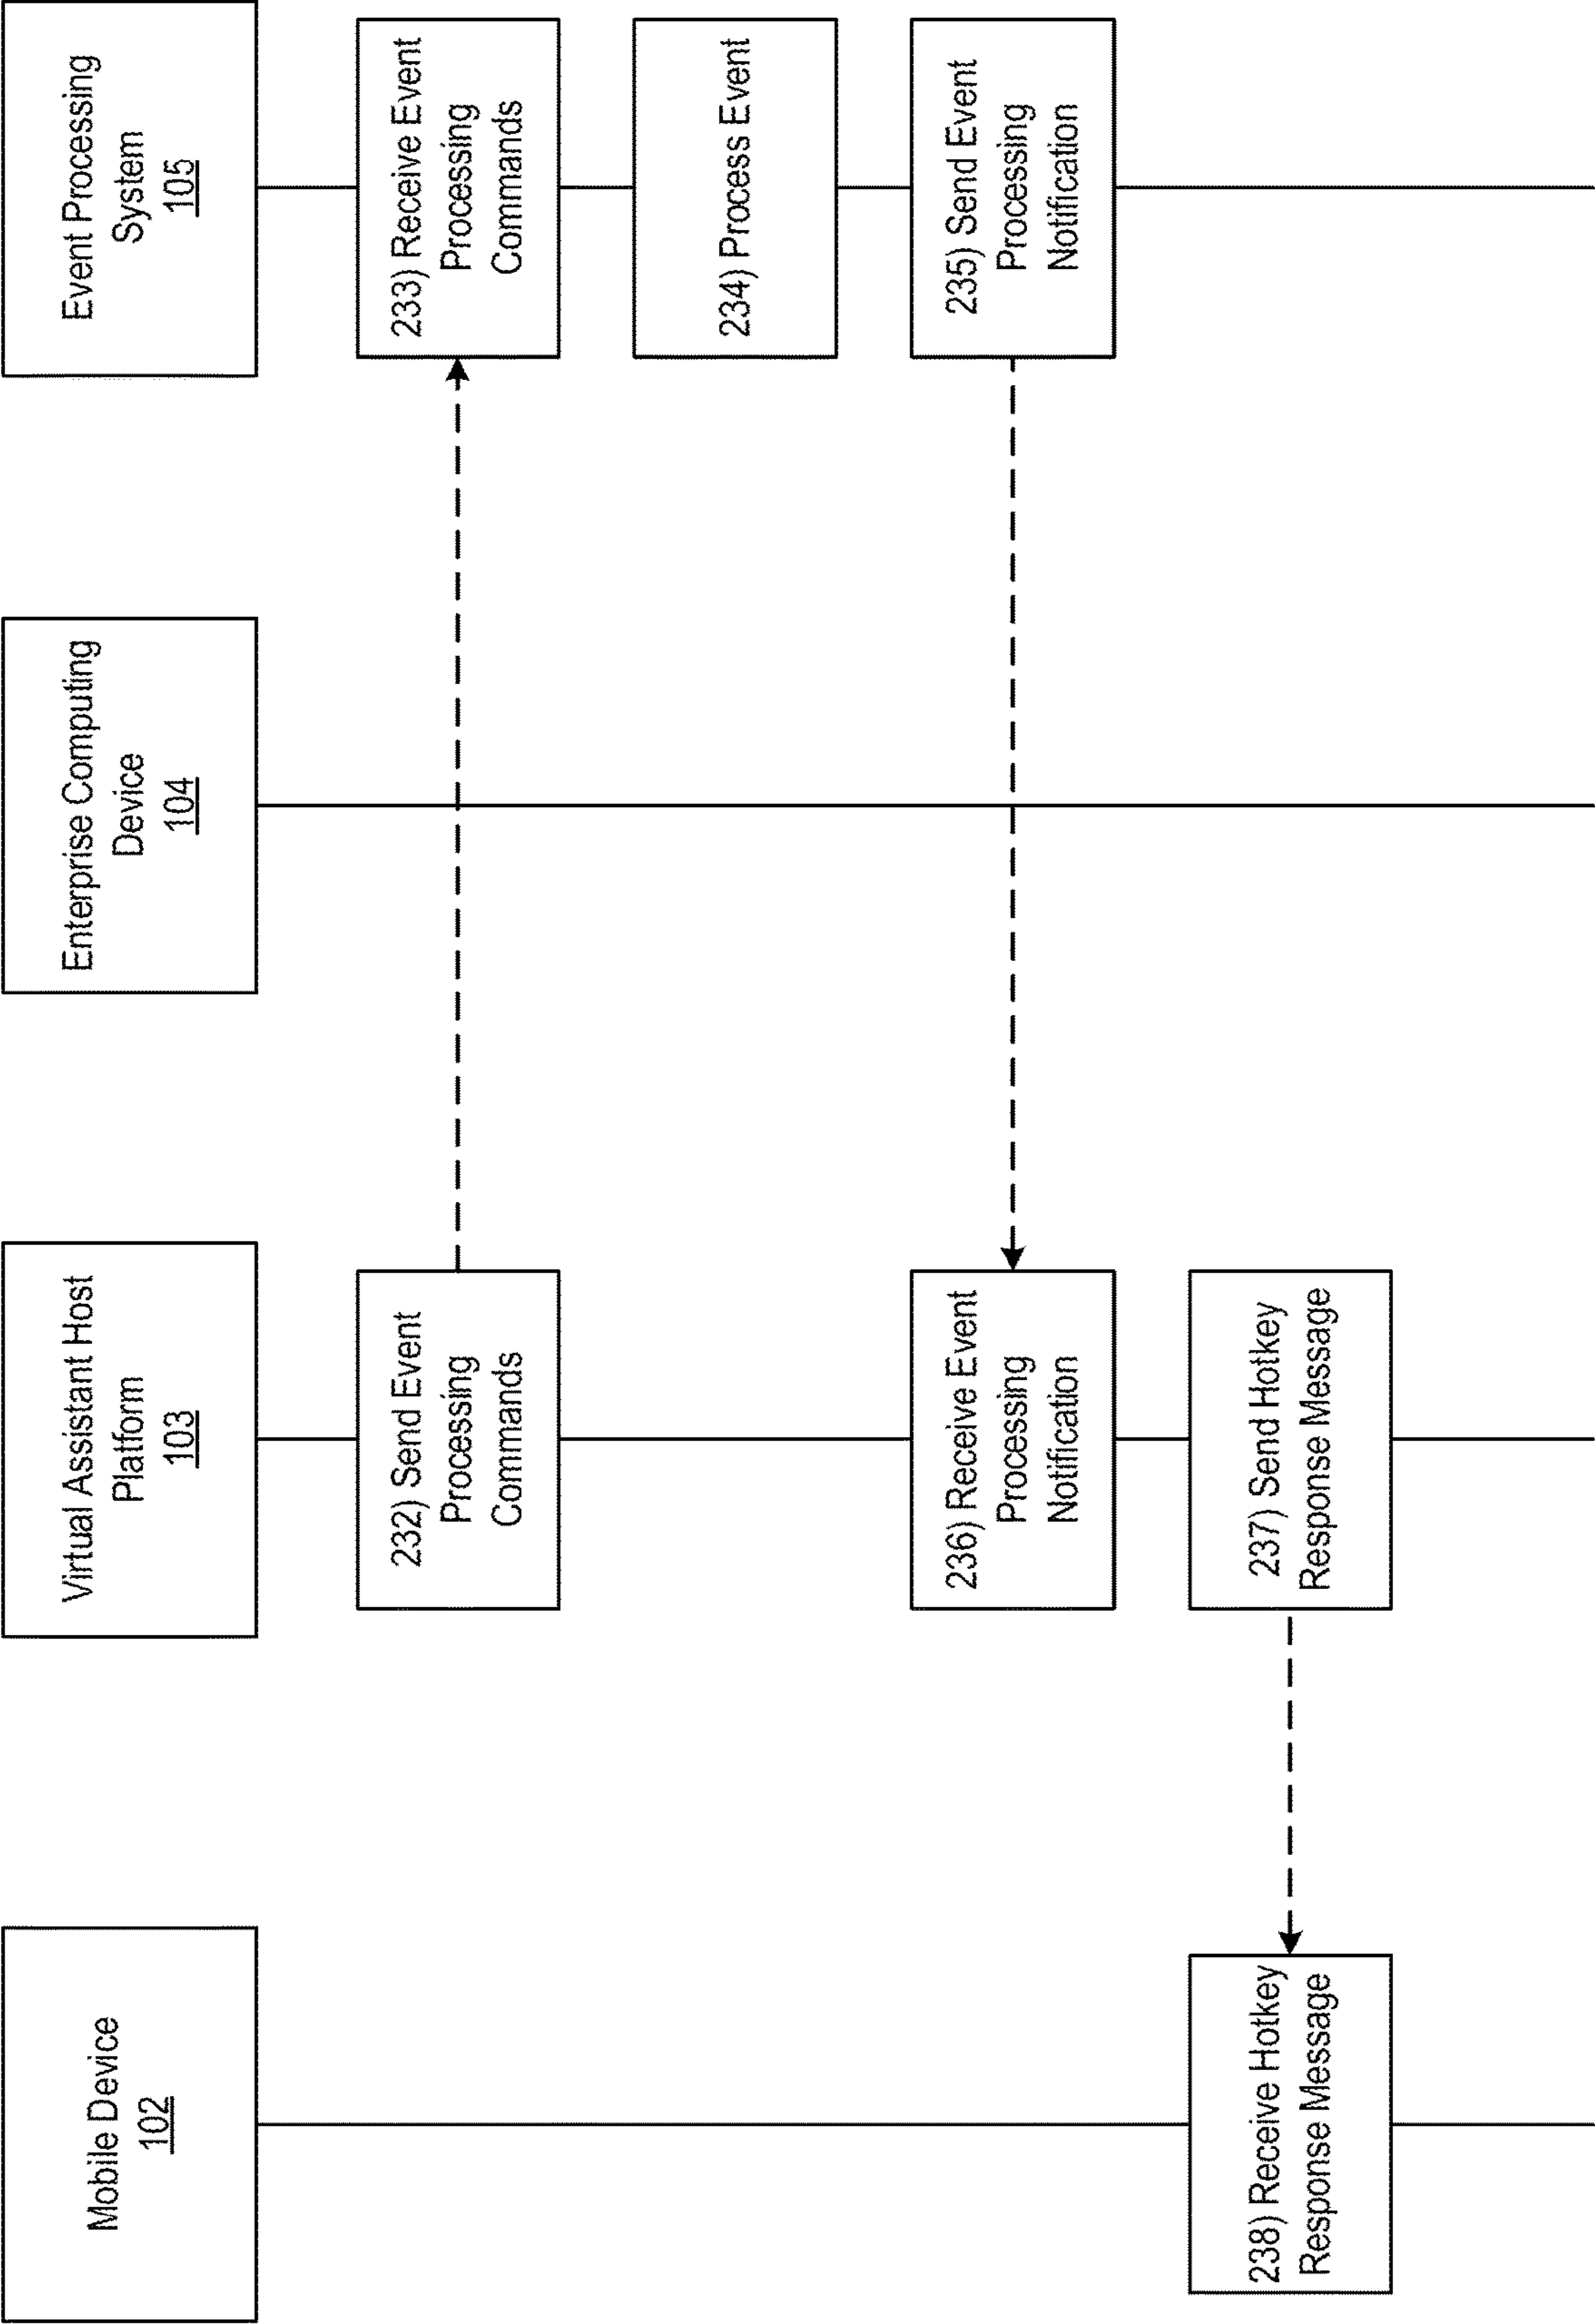 Mobile Device
102
Virtual Assistant Host
Platform
103
Enterprise Computing
Device
104
Event Processing
System
105
232) Send Event
Processing
Commands
233) Receive Event
Processing
Commands
234) Process Event
236) Receive Event
Processing
Notification
235) Send Event
Processing
Notification
238) Receive Hotkey
Response Message
237) Send Hotkey
Response Message